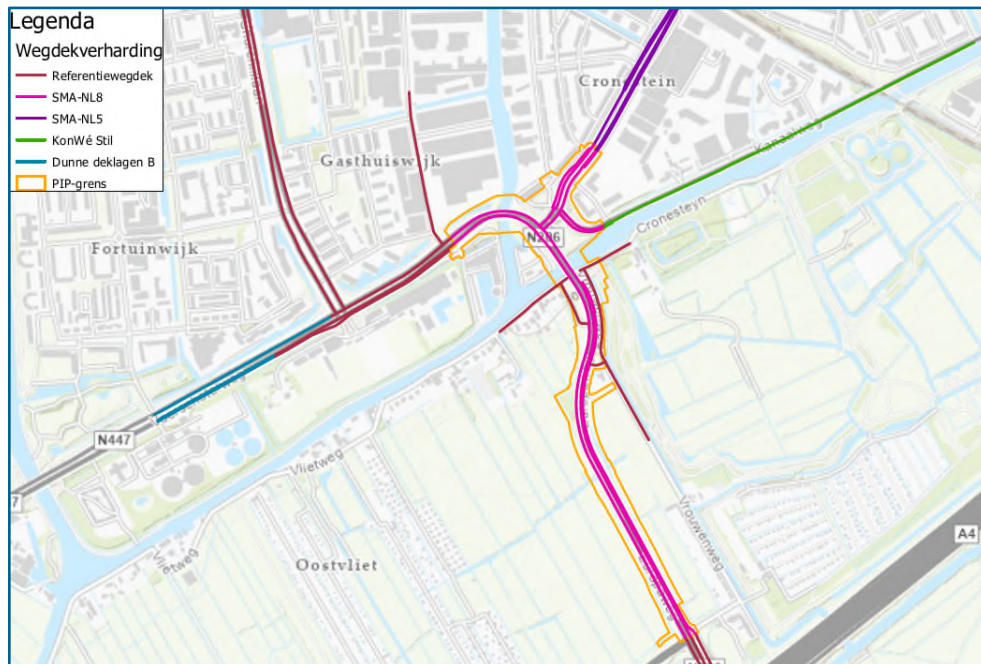 Legenda
Wegdekverharding
Referentiewegdek
SMA-NL8
SMA-NL5
KonWé Stil
Dunne deklagen B
PIP-grens
Cronestein
Kanaalweg
Gasthuiswijk
Cronesteyn
Fortuinwijk
N206
N447
Vlietweg
Vlietweg
Oostvliet
Vrouwenweg
A4